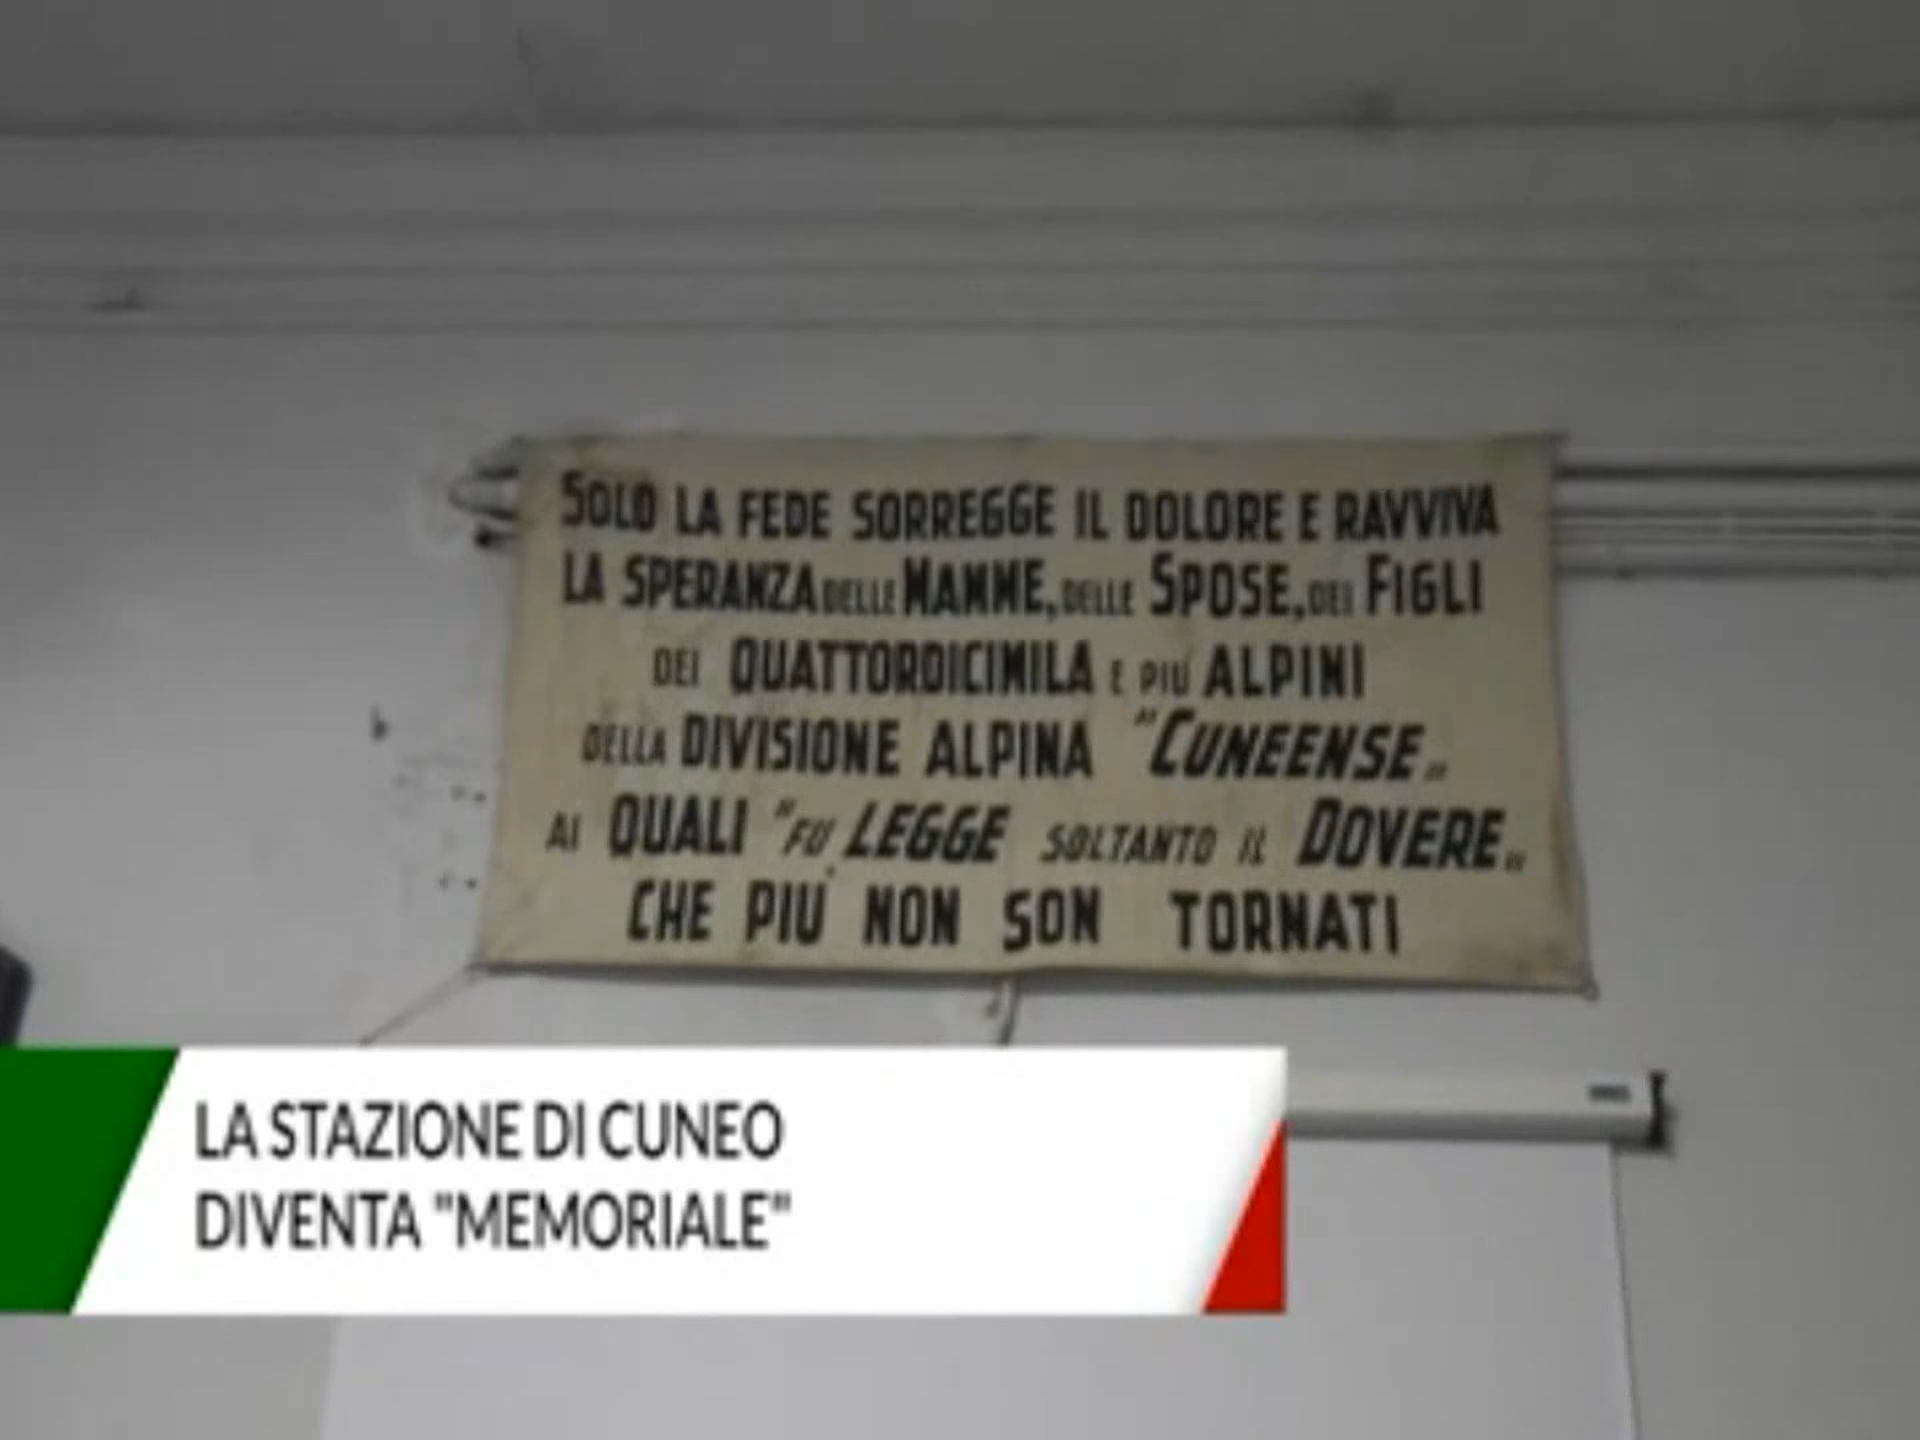 SOLO LA FEDE SORREGGE IL DOLORE E RAVVIVA
LA SPERANZA DELLE MAMME, DELLE SPOSE, DEI FIGLI
DEI QUATTORDICIMILA E PIÙ ALPINI
DELLA DIVISIONE ALPINA "CUNEENSE„
AI QUALI "FU LEGGE SOLTANTO IL DOVERE„
CHE PIÙ NON SON TORNATI
LA STAZIONE DI CUNEO
DIVENTA "MEMORIALE"